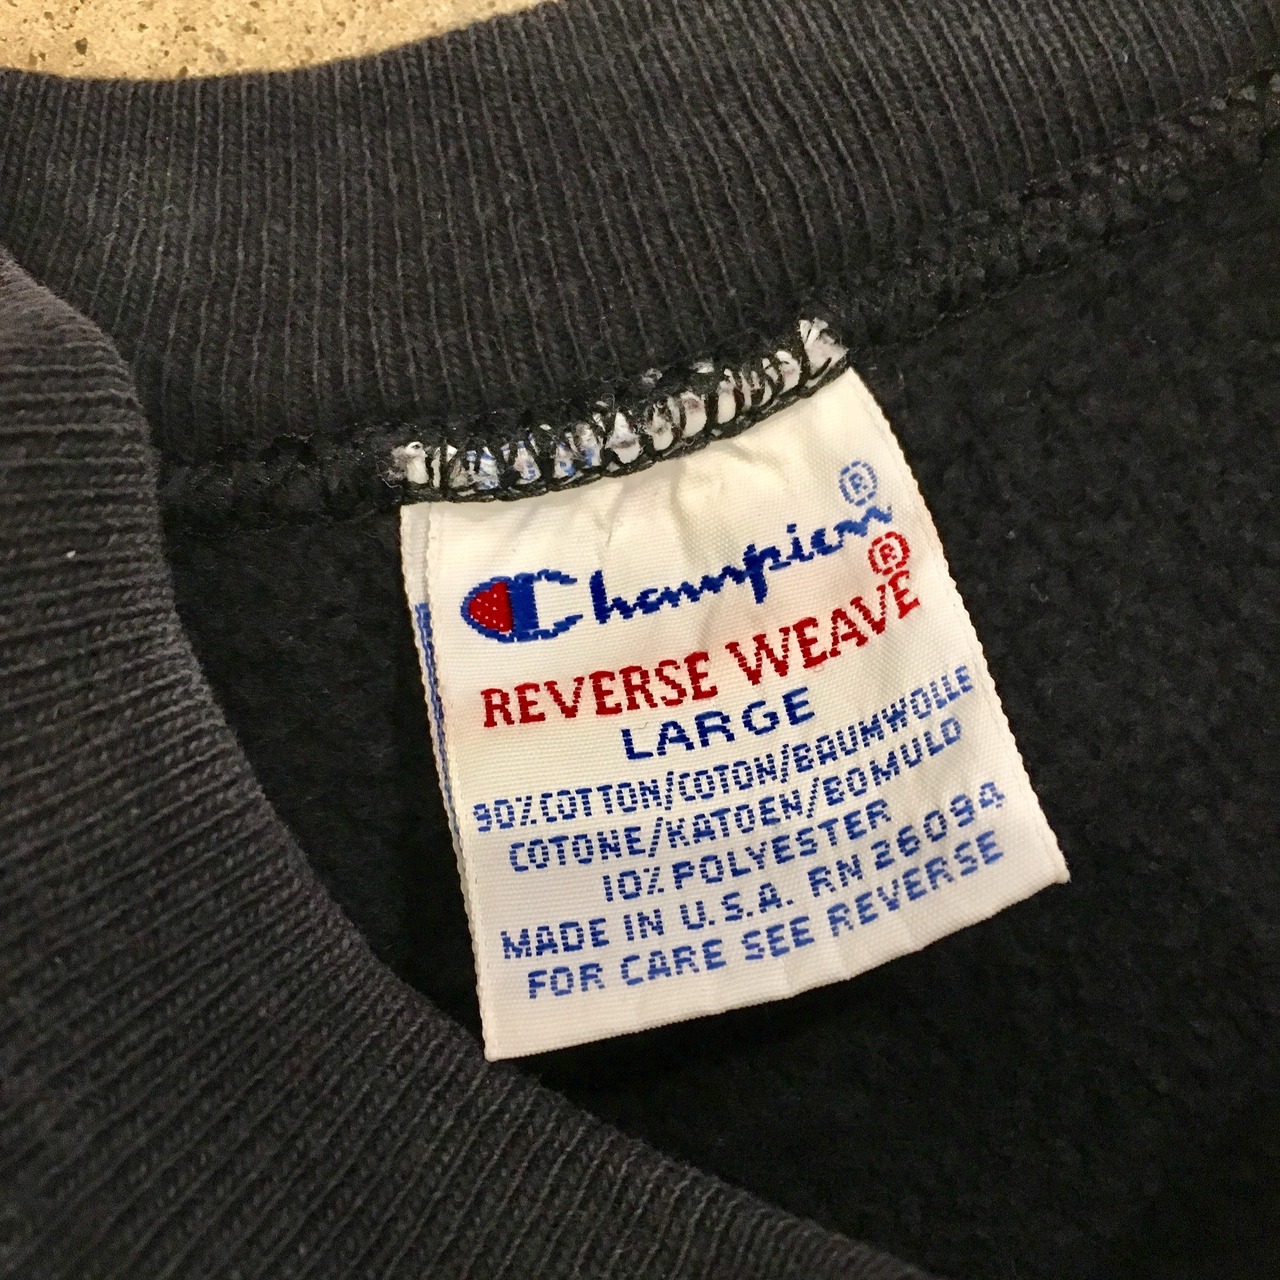 Champion®
REVERSE WEAVE®
LARGE
90% COTTON/COTON/BAUMWOLLE
COTONE/KATOEN/BOMULD
10% POLYESTER
MADE IN U.S.A. RN 26094
FOR CARE SEE REVERSE